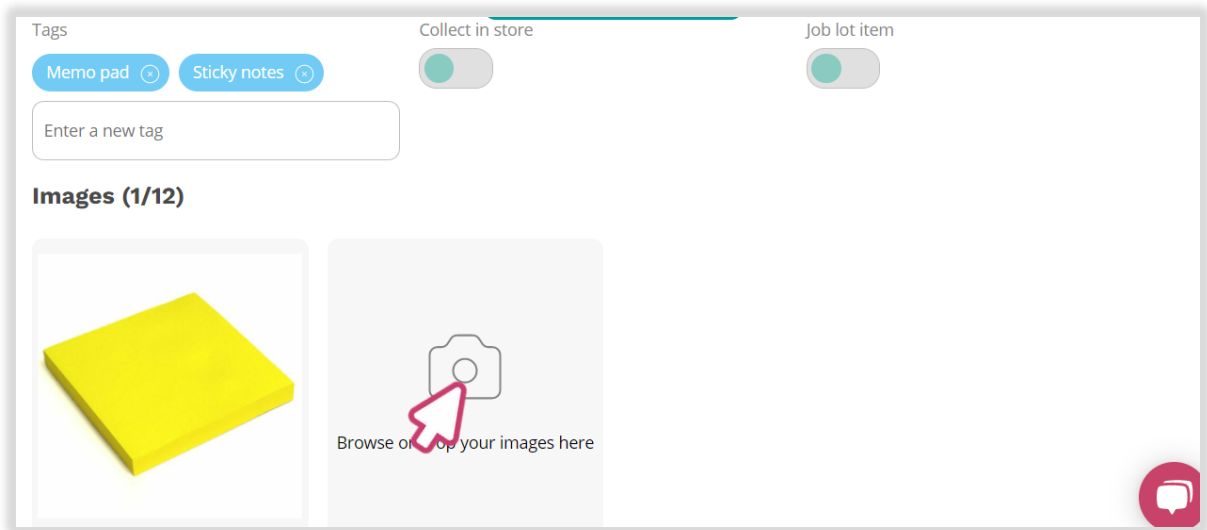 Tags
Collect in store
Job lot item
Memo pad
Sticky notes
Enter a new tag
Images (1/12)
Browse or your images here